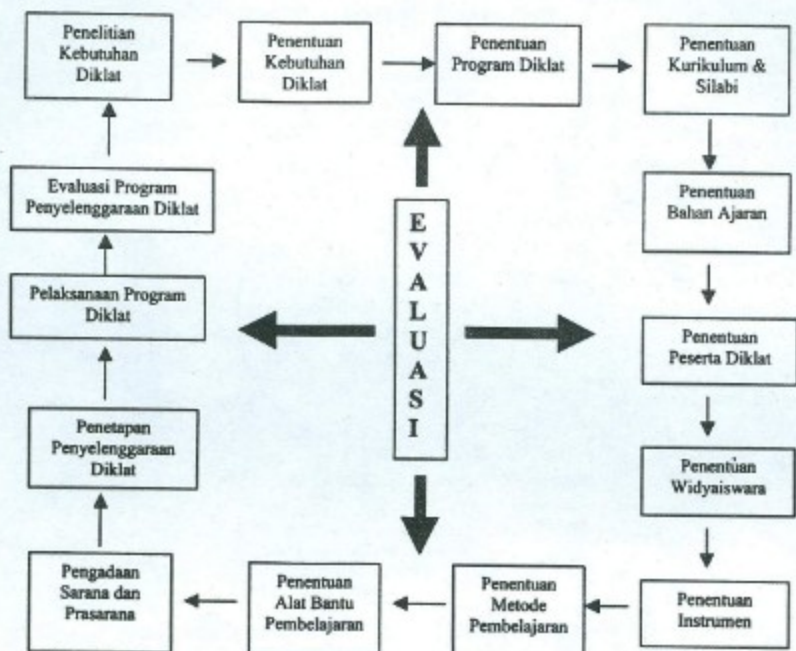 Penelitian
Kebutuhan
Diklat
Penentuan
Kebutuhan
Diklat
Penentuan
Program Diklat
Penentuan
Kurikulum &
Silabi
Penentuan
Bahan Ajaran
Penentuan
Peserta Diklat
Penentuan
Widyaiswara
Penentuan
Instrumen
Penentuan
Metode
Pembelajaran
Penentuan
Alat Bantu
Pembelajaran
Pengadaan
Sarana dan
Prasarana
Penetapan
Penyelenggaraan
Diklat
Pelaksanaan Program
Diklat
Evaluasi Program
Penyelenggaraan Diklat
E
V
A
L
U
A
S
I